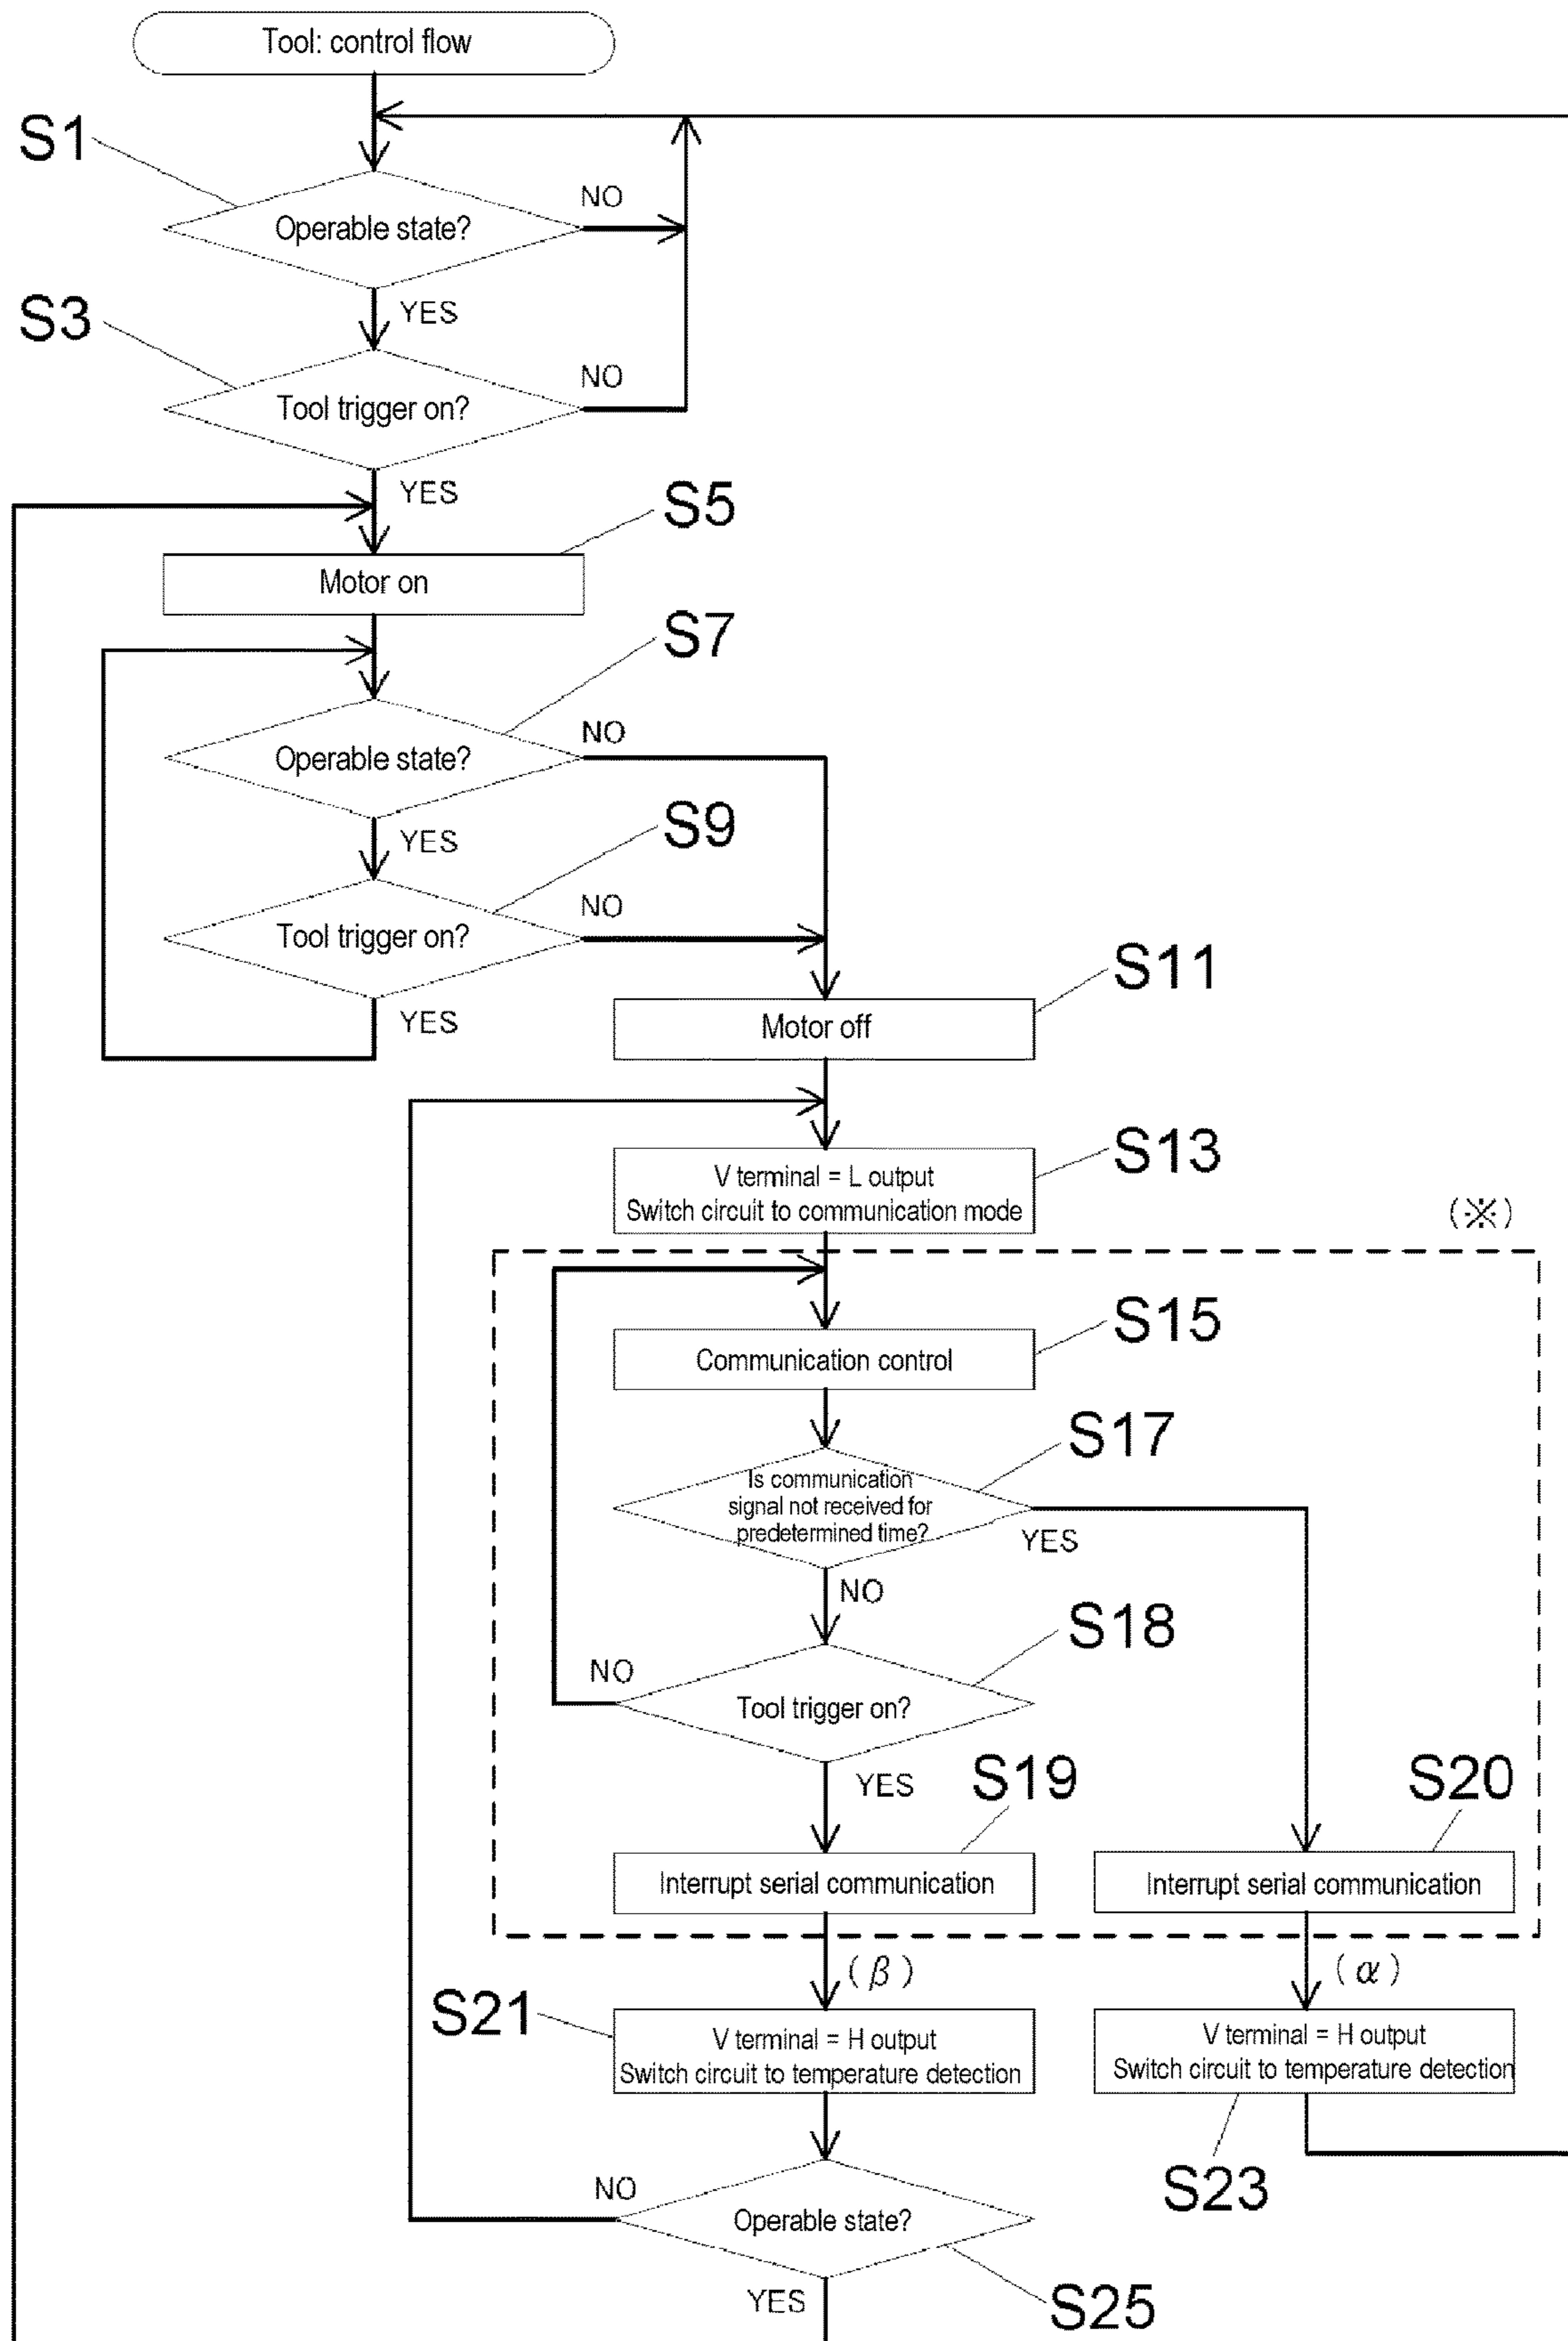 Tool: control flow
S1
NO
Operable state?
YES
S3
NO
Tool trigger on?
YES
S5
Motor on
S7
NO
Operable state?
YES
S9
NO
Tool trigger on?
YES
S11
Motor off
S13
V terminal = L output
Switch circuit to communication mode
(※)
S15
Communication control
S17
Is communication
signal not received for
predetermined time?
YES
NO
S18
NO
Tool trigger on?
YES
S19
S20
Interrupt serial communication
Interrupt serial communication
(β)
(α)
S21
V terminal = H output
Switch circuit to temperature detection
V terminal = H output
Switch circuit to temperature detection
S23
NO
Operable state?
YES
S25